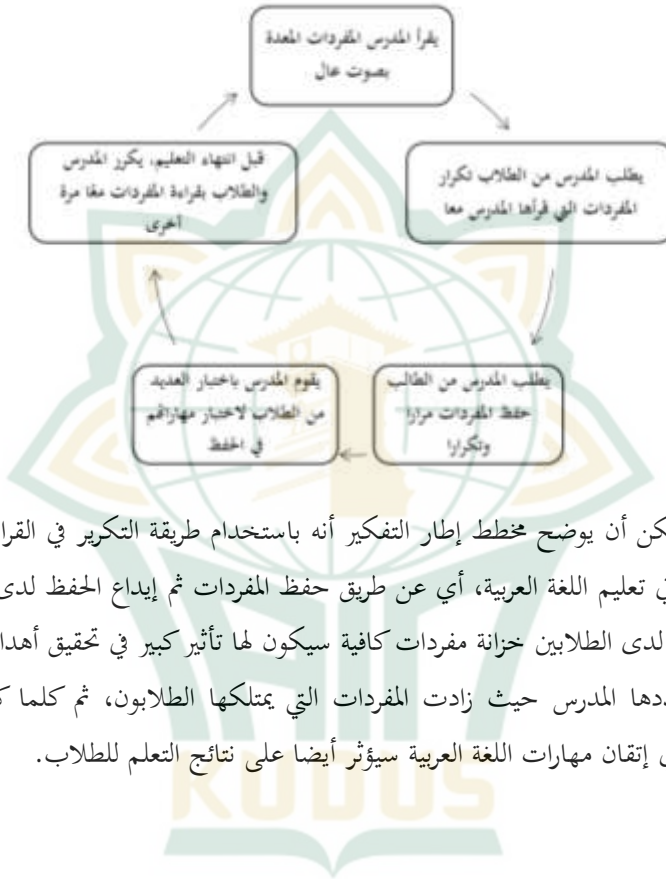 يقرأ المدرس المفردات المعدة
بصوت عال
يطلب المدرس من الطلاب تكرار
المفردات التي قرأها المدرس معا
يطلب المدرس من الطالب
حفظ المفردات مرارا
وتكرارا
يقوم المدرس باختبار العديد
من الطلاب لاختبار مهاراتهم
في الحفظ
قبل انتهاء التعليم، يكرر المدرس
والطلاب بقراءة المفردات معًا مرة
أخرى
كن أن يوضح مخطط إطار التفكير أنه باستخدام طريقة التكرير في القرا
ي تعليم اللغة العربية، أي عن طريق حفظ المفردات ثم إيداع الحفظ لدى
لدى الطلابين خزانة مفردات كافية سيكون لها تأثير كبير في تحقيق أهدا
ددها المدرس حيث زادت المفردات التي يمتلكها الطلابون، ثم كلما ك
إتقان مهارات اللغة العربية سيؤثر أيضا على نتائج التعلم للطلاب.
KUDUS